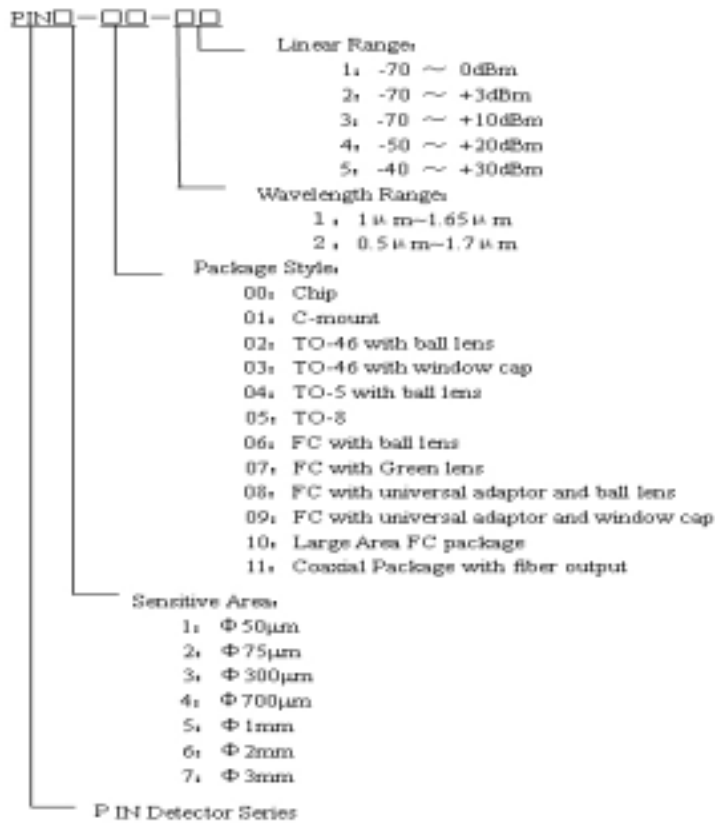 PIN□-□□-□□
Linear Range:
1: -70 ~ 0dBm
2: -70 ~ +3dBm
3: -70 ~ +10dBm
4: -50 ~ +20dBm
5: -40 ~ +30dBm
Wavelength Range:
1: 1μm-1.65μm
2: 0.5μm-1.7μm
Package Style:
00: Chip
01: C-mount
02: TO-46 with ball lens
03: TO-46 with window cap
04: TO-5 with ball lens
05: TO-8
06: FC with ball lens
07: FC with Green lens
08: FC with universal adaptor and ball lens
09: FC with universal adaptor and window cap
10: Large Area FC package
11: Coaxial Package with fiber output
Sensitive Area:
1: Φ50μm
2: Φ75μm
3: Φ300μm
4: Φ700μm
5: Φ1mm
6: Φ2mm
7: Φ3mm
PIN Detector Series